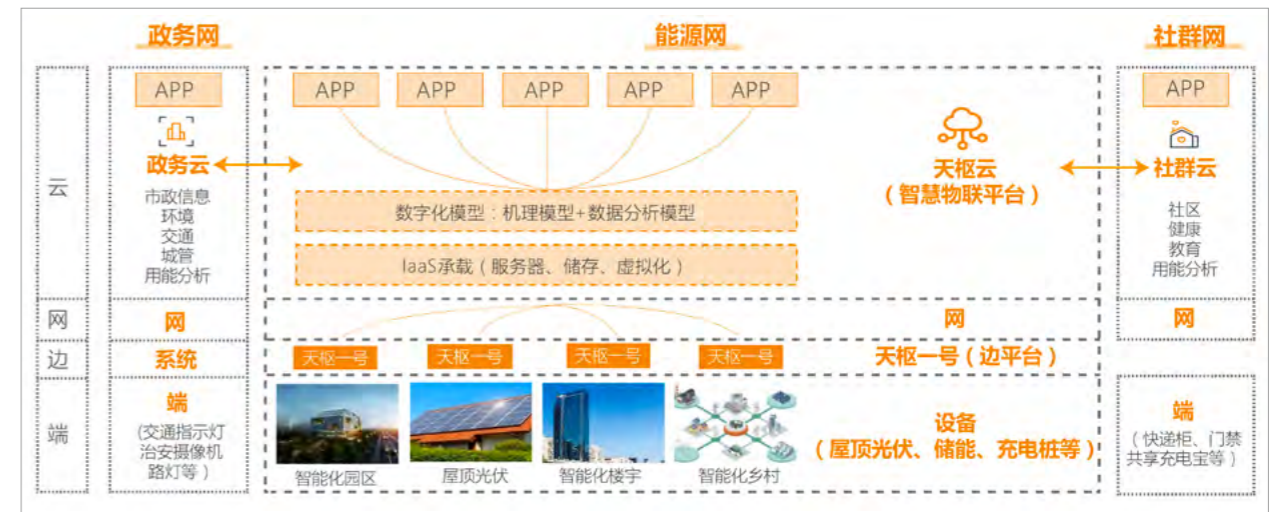 政务网
能源网
社群网
云
APP
政务云
市政信息
环境
交通
城管
用能分析
APP
APP
APP
APP
APP
数字化模型：机理模型+数据分析模型
IaaS承载（服务器、储存、虚拟化）
天枢云
（智慧物联平台）
APP
社群云
社区
健康
教育
用能分析
网
网
网
网
边
系统
天枢一号
天枢一号
天枢一号
天枢一号
天枢一号（边平台）
端
端
(交通指示灯
治安摄像机
路灯等）
智能化园区
屋顶光伏
智能化楼宇
智能化乡村
设备
（屋顶光伏、储能、充电桩等）
端
（快递柜、门禁
共享充电宝等）